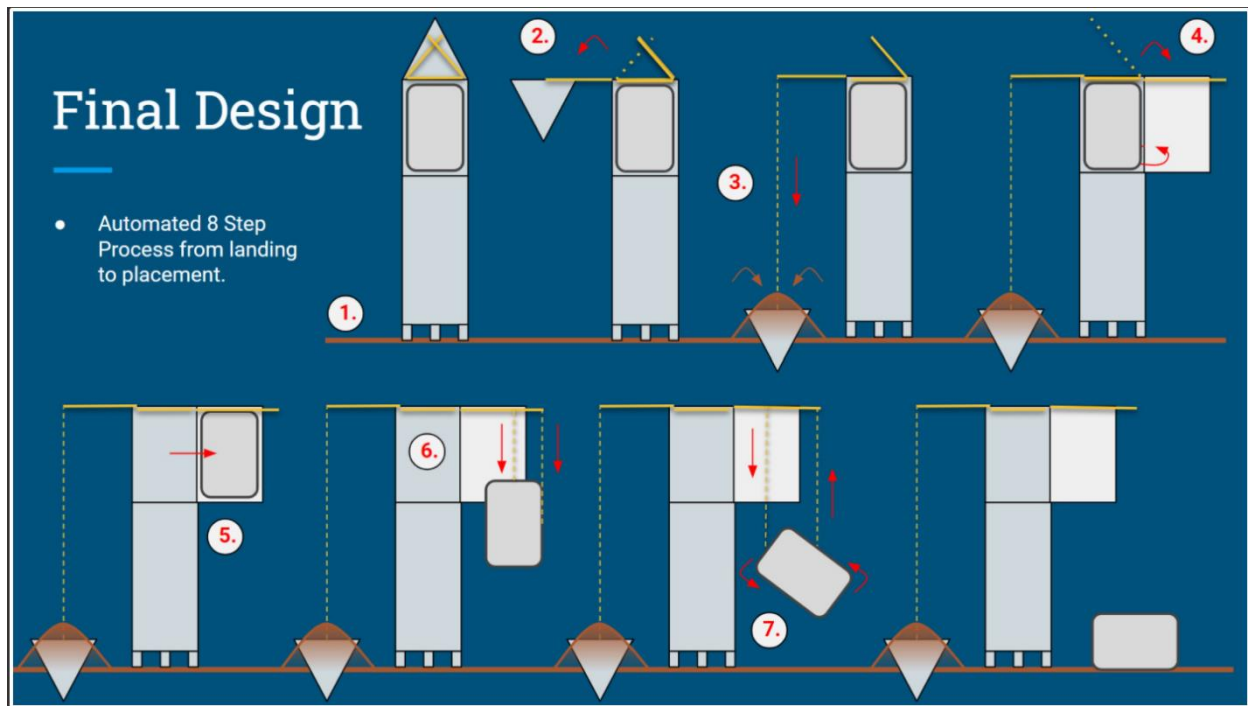 Final Design
● Automated 8 Step
Process from landing
to placement.
1.
2.
3.
4.
5.
6.
7.